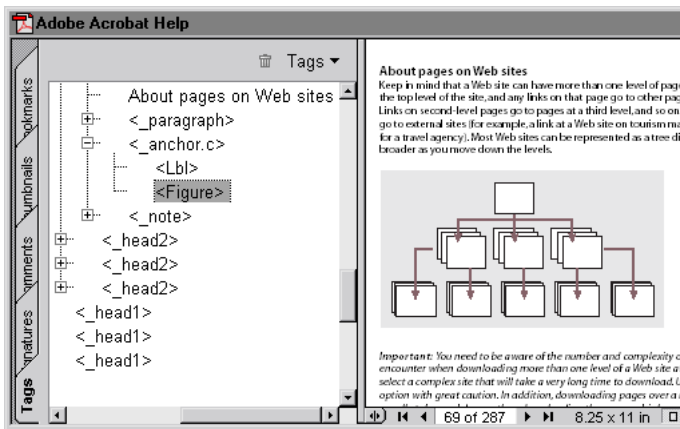 Adobe Acrobat Help
Tags
About pages on Web sites
<_paragraph>
<_anchor.c>
<Lbl>
<Figure>
<_note>
<_head2>
<_head2>
<_head2>
<_head1>
<_head1>
<_head1>
okmarks
umbnails
omments
natures
Tags
About pages on Web sites
Keep in mind that a Web site can have more than one level of page
the top level of the site, and any links on that page go to other pag
Links on second-level pages go to pages at a third level, and so on
go to external sites (for example, a link at a Web site on tourism ma
for a travel agency). Most Web sites can be represented as a tree di
broader as you move down the levels.
Important: You need to be aware of the number and complexity o
encounter when downloading more than one level of a Web site a
select a complex site that will take a very long time to download. U
option with great caution. In addition, downloading pages over a
69 of 287
8.25 x 11 in